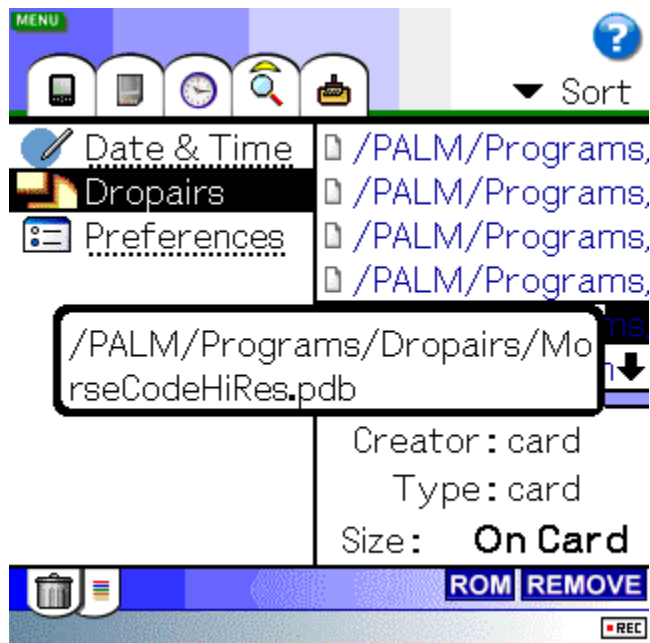 MENU
?
Sort
Date & Time
/PALM/Programs/
Dropairs
/PALM/Programs/
Preferences
/PALM/Programs/
/PALM/Programs/
ms/
/PALM/Programs/Dropairs/Mo
rseCodeHiRes.pdb
Creator: card
Type: card
Size: On Card
ROM REMOVE
REC